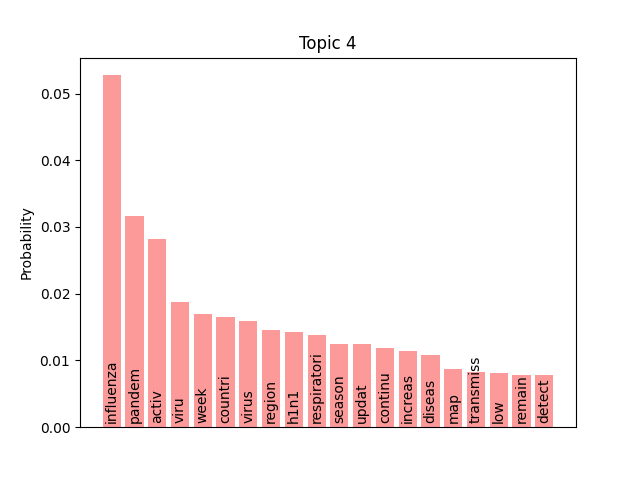 Topic 4
Probability
0.05
0.04
0.03
0.02
0.01
0.00
influenza
pandem
activ
viru
week
countri
virus
region
h1n1
respiratori
season
updat
continu
increas
diseas
map
transmiss
low
remain
detect